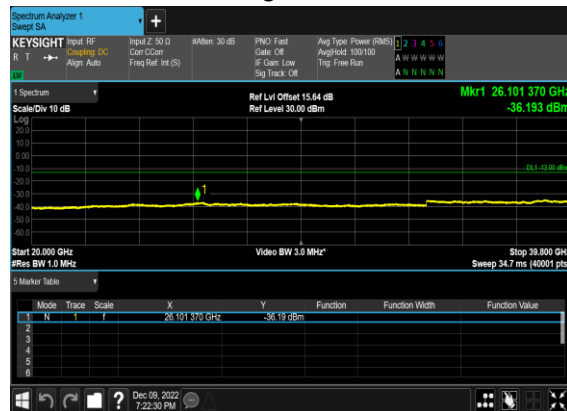 Spectrum Analyzer 1
Swept SA
+
KEYSIGHT Input: RF Input Z: 50 Ω #Atten: 30 dB PNO: Fast Avg Type: Power (RMS) 1 2 3 4 5 6
R T Coupling: DC Corr CCorr Gate: Off Avg|Hold: 100/100 A W W W W W
Align: Auto Freq Ref: Int (S) IF Gain: Low Trig: Free Run
Sig Track: Off A N N N N N
1 Spectrum Ref Lvl Offset 15.64 dB Mkr1 26.101 370 GHz
Scale/Div 10 dB Ref Level 30.00 dBm -36.193 dBm
Log
20.0
10.0
0.00
-10.0 DL1 -13.00 dBm
-20.0
-30.0 1
-40.0
-50.0
-60.0
Start 20.000 GHz Video BW 3.0 MHz* Stop 39.800 GHz
#Res BW 1.0 MHz Sweep 34.7 ms (40001 pts)
5 Marker Table
Mode Trace Scale X Y Function Function Width Function Value
1 N 1 f 26.101 370 GHz -36.19 dBm
2
3
4
5
6
? Dec 09, 2022
7:22:30 PM